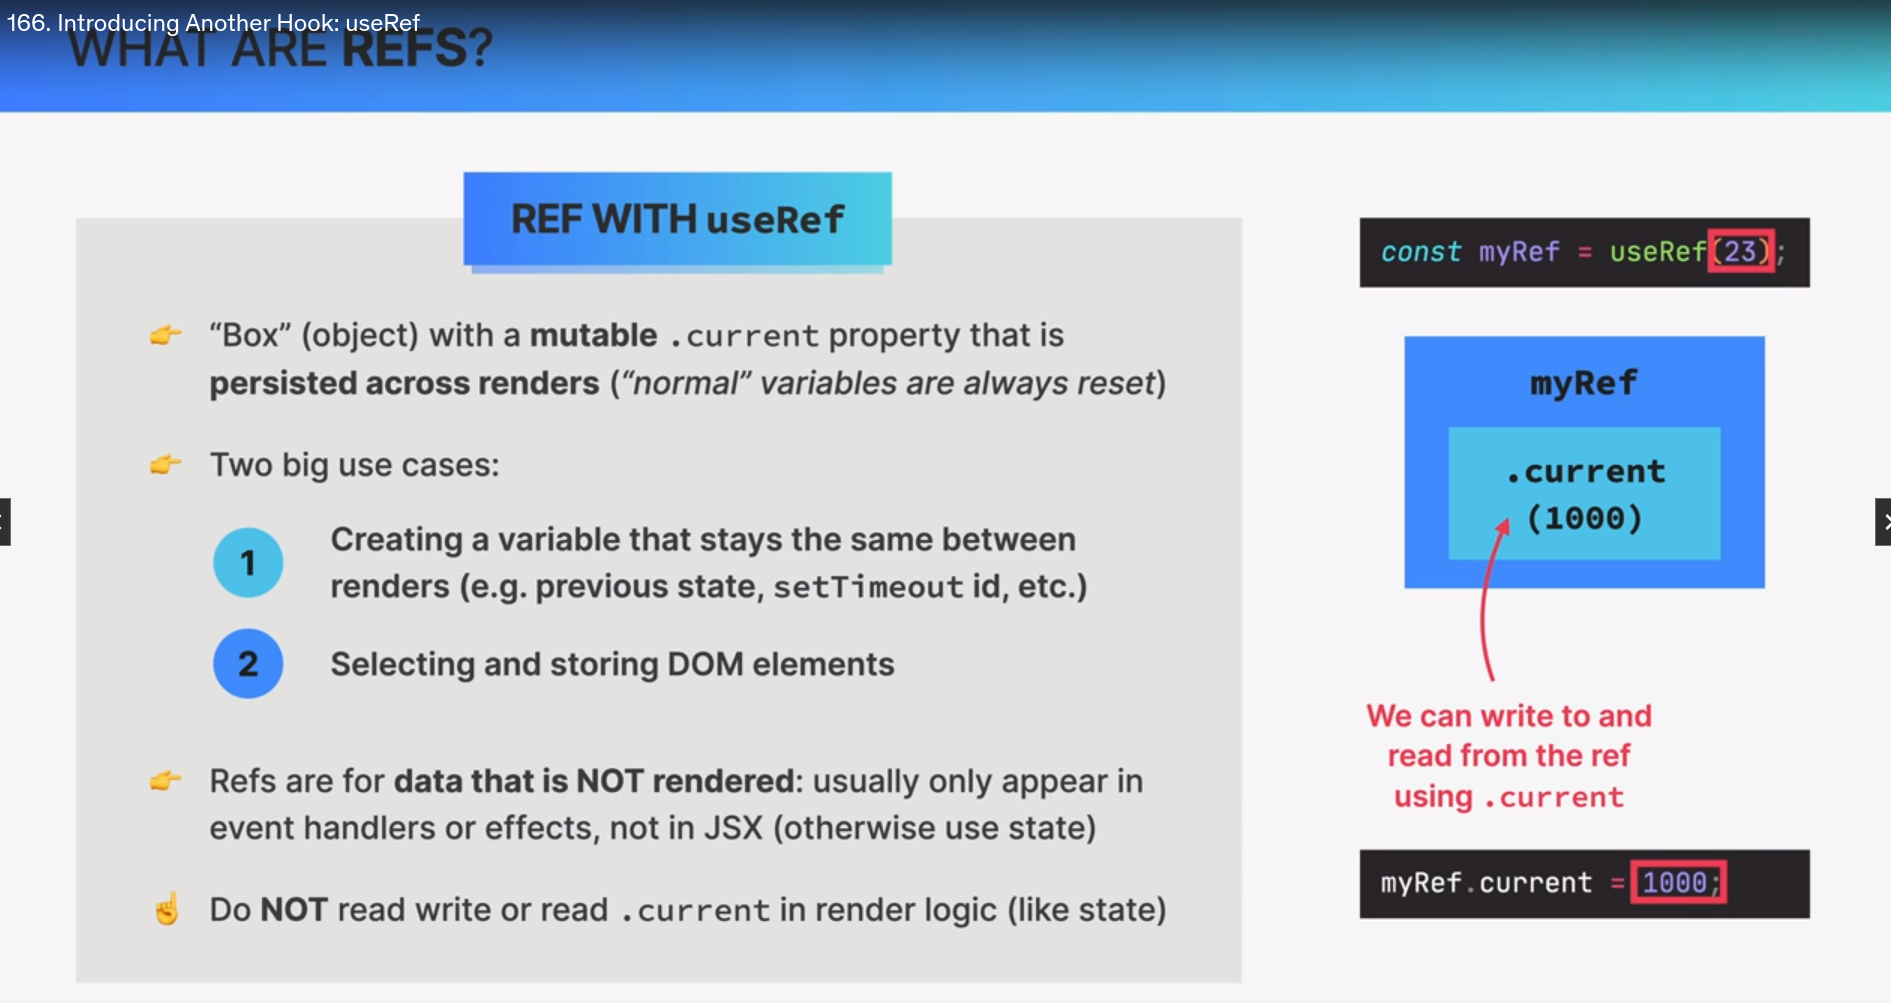 166. Introducing Another Hook: useRef
WHAT ARE REFS?
REF WITH useRef
“Box” (object) with a mutable .current property that is
persisted across renders (“normal” variables are always reset)
Two big use cases:
1
Creating a variable that stays the same between
renders (e.g. previous state, setTimeout id, etc.)
2
Selecting and storing DOM elements
Refs are for data that is NOT rendered: usually only appear in
event handlers or effects, not in JSX (otherwise use state)
Do NOT read write or read .current in render logic (like state)
const myRef = useRef(23);
myRef
.current
(1000)
We can write to and
read from the ref
using .current
myRef.current = 1000;